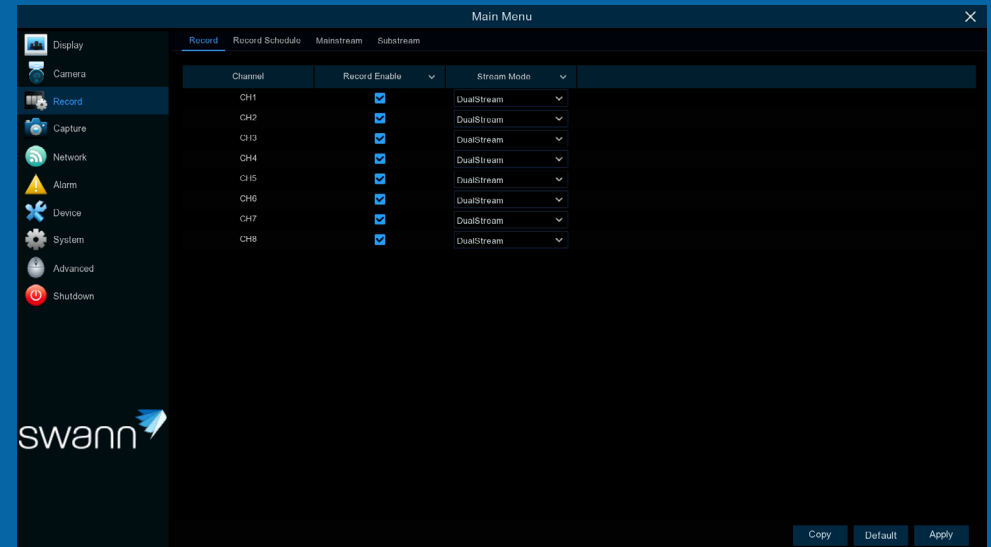 Main Menu
Display
Camera
Record
Capture
Network
Alarm
Device
System
Advanced
Shutdown
swann
Record Record Schedule Mainstream Substream
Channel Record Enable Stream Mode
CH1 DualStream
CH2 DualStream
CH3 DualStream
CH4 DualStream
CH5 DualStream
CH6 DualStream
CH7 DualStream
CH8 DualStream
Copy Default Apply